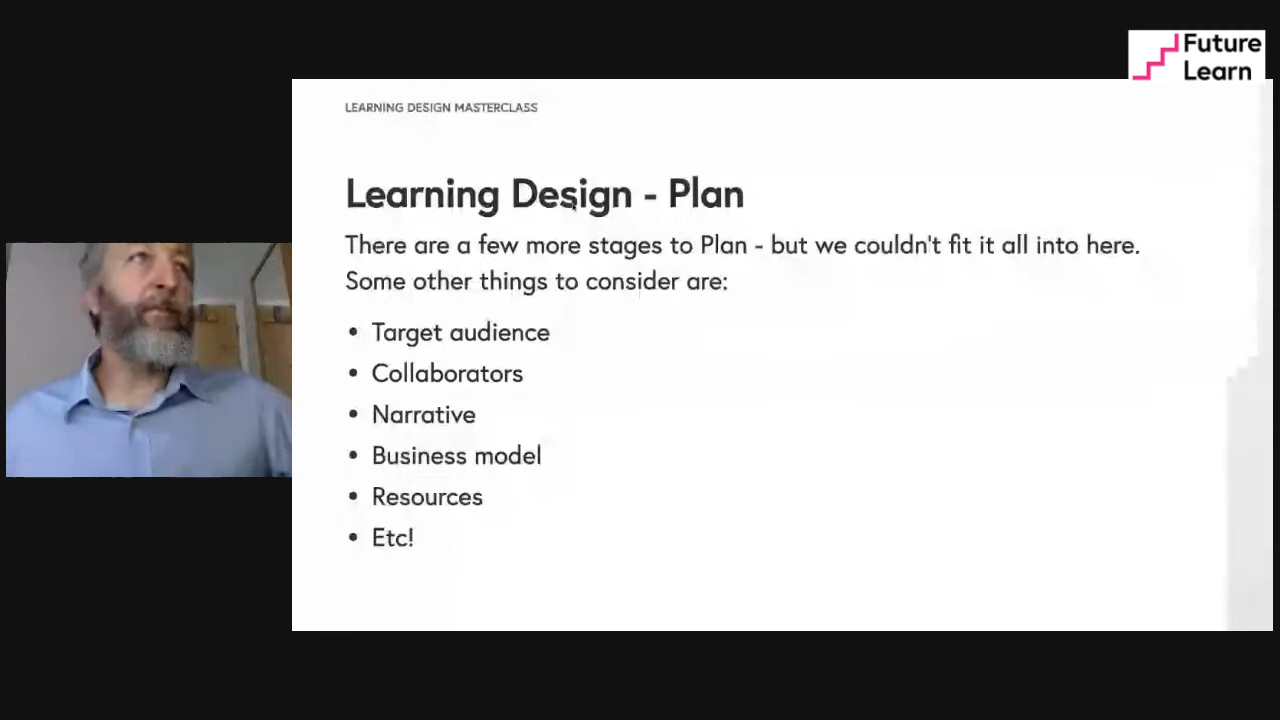 Future
Learn
LEARNING DESIGN MASTERCLASS
Learning Design - Plan
There are a few more stages to Plan - but we couldn't fit it all into here.
Some other things to consider are:
• Target audience
• Collaborators
• Narrative
• Business model
• Resources
• Etc!